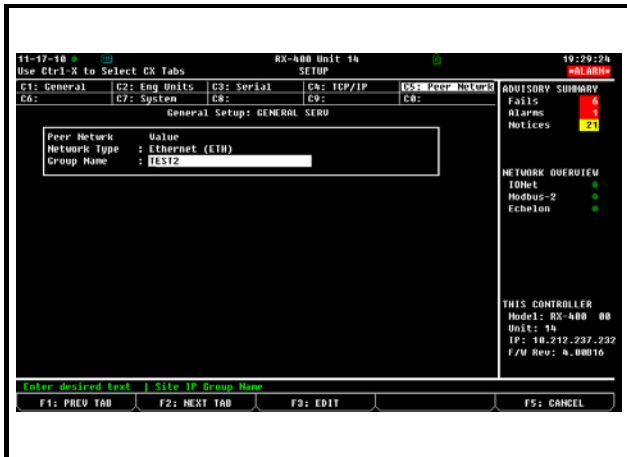 11-17-10 RX-400 Unit 14 19:29:24
Use Ctrl-X to Select CX Tabs SETUP *ALARM*
C1: General C2: Eng Units C3: Serial C4: TCP/IP C5: Peer Netwrk
C6: C7: System C8: C9: C0:
General Setup: GENERAL SERV
Peer Netwrk Value
Network Type : Ethernet (ETH)
Group Name : TEST2
ADVISORY SUMMARY
Fails 6
Alarms 1
Notices 21
NETWORK OVERVIEW
IONet
Modbus-2
Echelon
THIS CONTROLLER
Model: RX-400 00
Unit: 14
IP: 10.212.237.232
F/W Rev: 4.00B16
Enter desired text | Site IP Group Name
F1: PREV TAB F2: NEXT TAB F3: EDIT F5: CANCEL